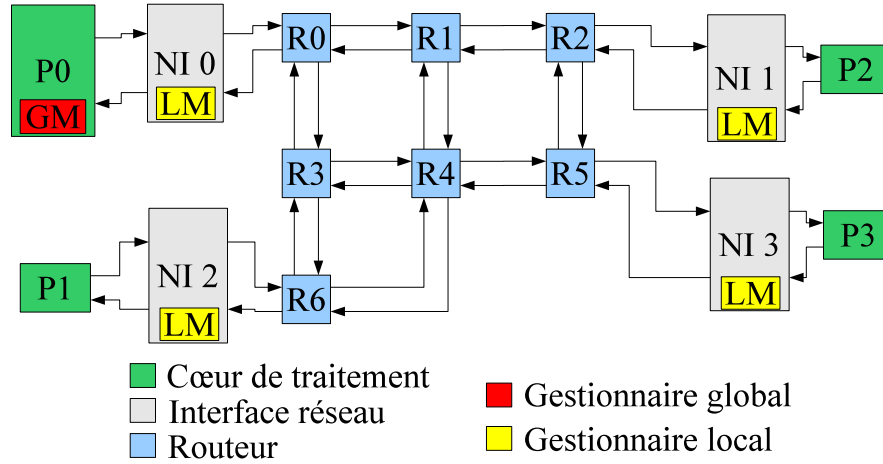 P0
GM
NI 0
LM
R0
R1
R2
NI 1
LM
P2
R3
R4
R5
P1
NI 2
LM
R6
NI 3
LM
P3
Cœur de traitement
Interface réseau
Routeur
Gestionnaire global
Gestionnaire local